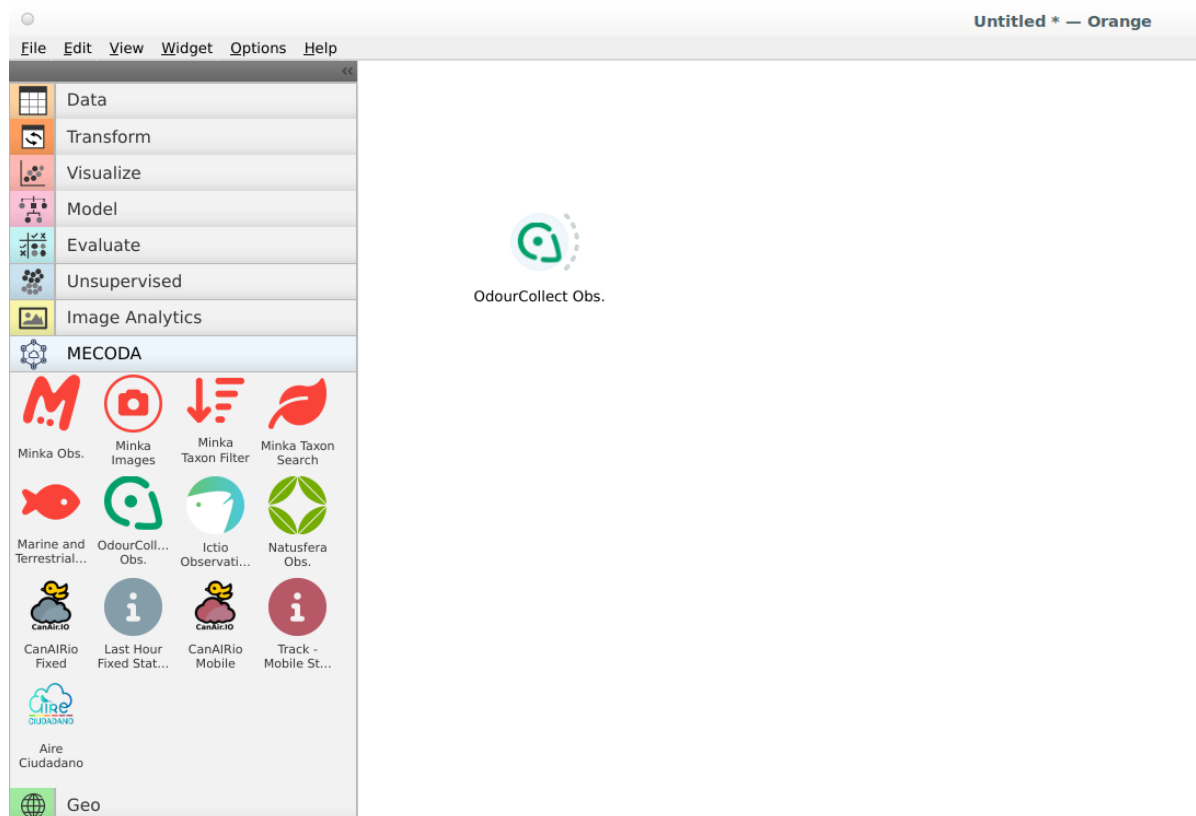 Untitled * — Orange
File Edit View Widget Options Help
«
Data
Transform
Visualize
Model
Evaluate
Unsupervised
Image Analytics
MECODA
Minka Obs.
Minka
Images
Minka
Taxon Filter
Minka Taxon
Search
Marine and
Terrestrial...
OdourColl...
Obs.
Ictio
Observati...
Natusfera
Obs.
CanAir.IO
CanAIRio
Fixed
Last Hour
Fixed Stat...
CanAir.IO
CanAIRio
Mobile
Track -
Mobile St...
aire
CIUDADANO
Aire
Ciudadano
Geo
OdourCollect Obs.